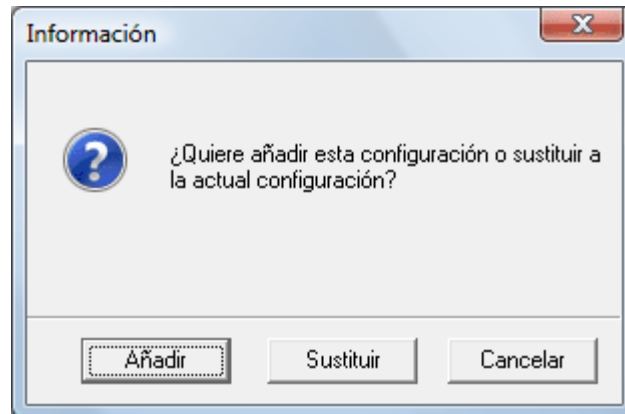 Información
¿Quiere añadir esta configuración o sustituir a
la actual configuración?
Añadir
Sustituir
Cancelar